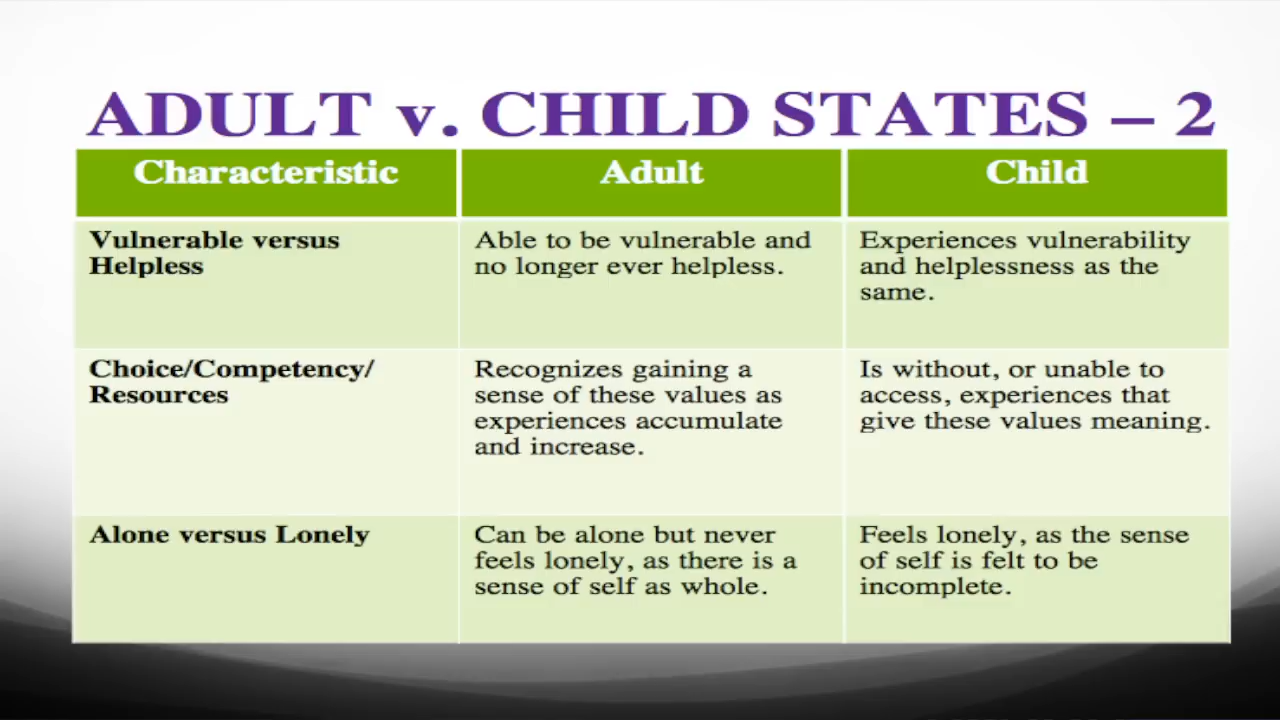 ADULT v. CHILD STATES – 2
Characteristic
Adult
Child
Vulnerable versus
Helpless
Able to be vulnerable and
no longer ever helpless.
Experiences vulnerability
and helplessness as the
same.
Choice/Competency/
Resources
Recognizes gaining a
sense of these values as
experiences accumulate
and increase.
Is without, or unable to
access, experiences that
give these values meaning.
Alone versus Lonely
Can be alone but never
feels lonely, as there is a
sense of self as whole.
Feels lonely, as the sense
of self is felt to be
incomplete.